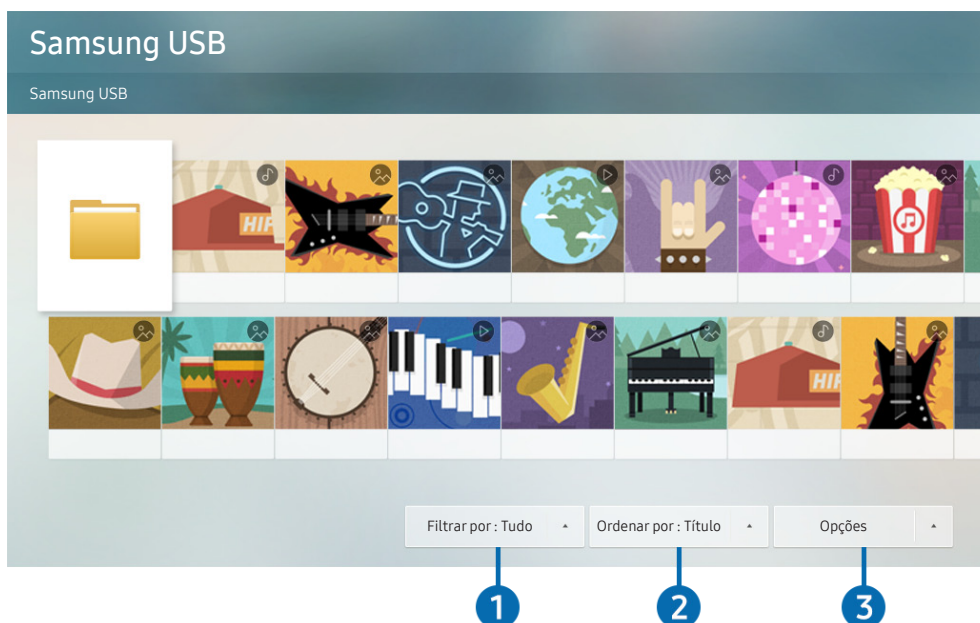 Samsung USB
Samsung USB
HIP
HIP
Filtrar por : Tudo
Ordenar por : Título
Opções
1
2
3